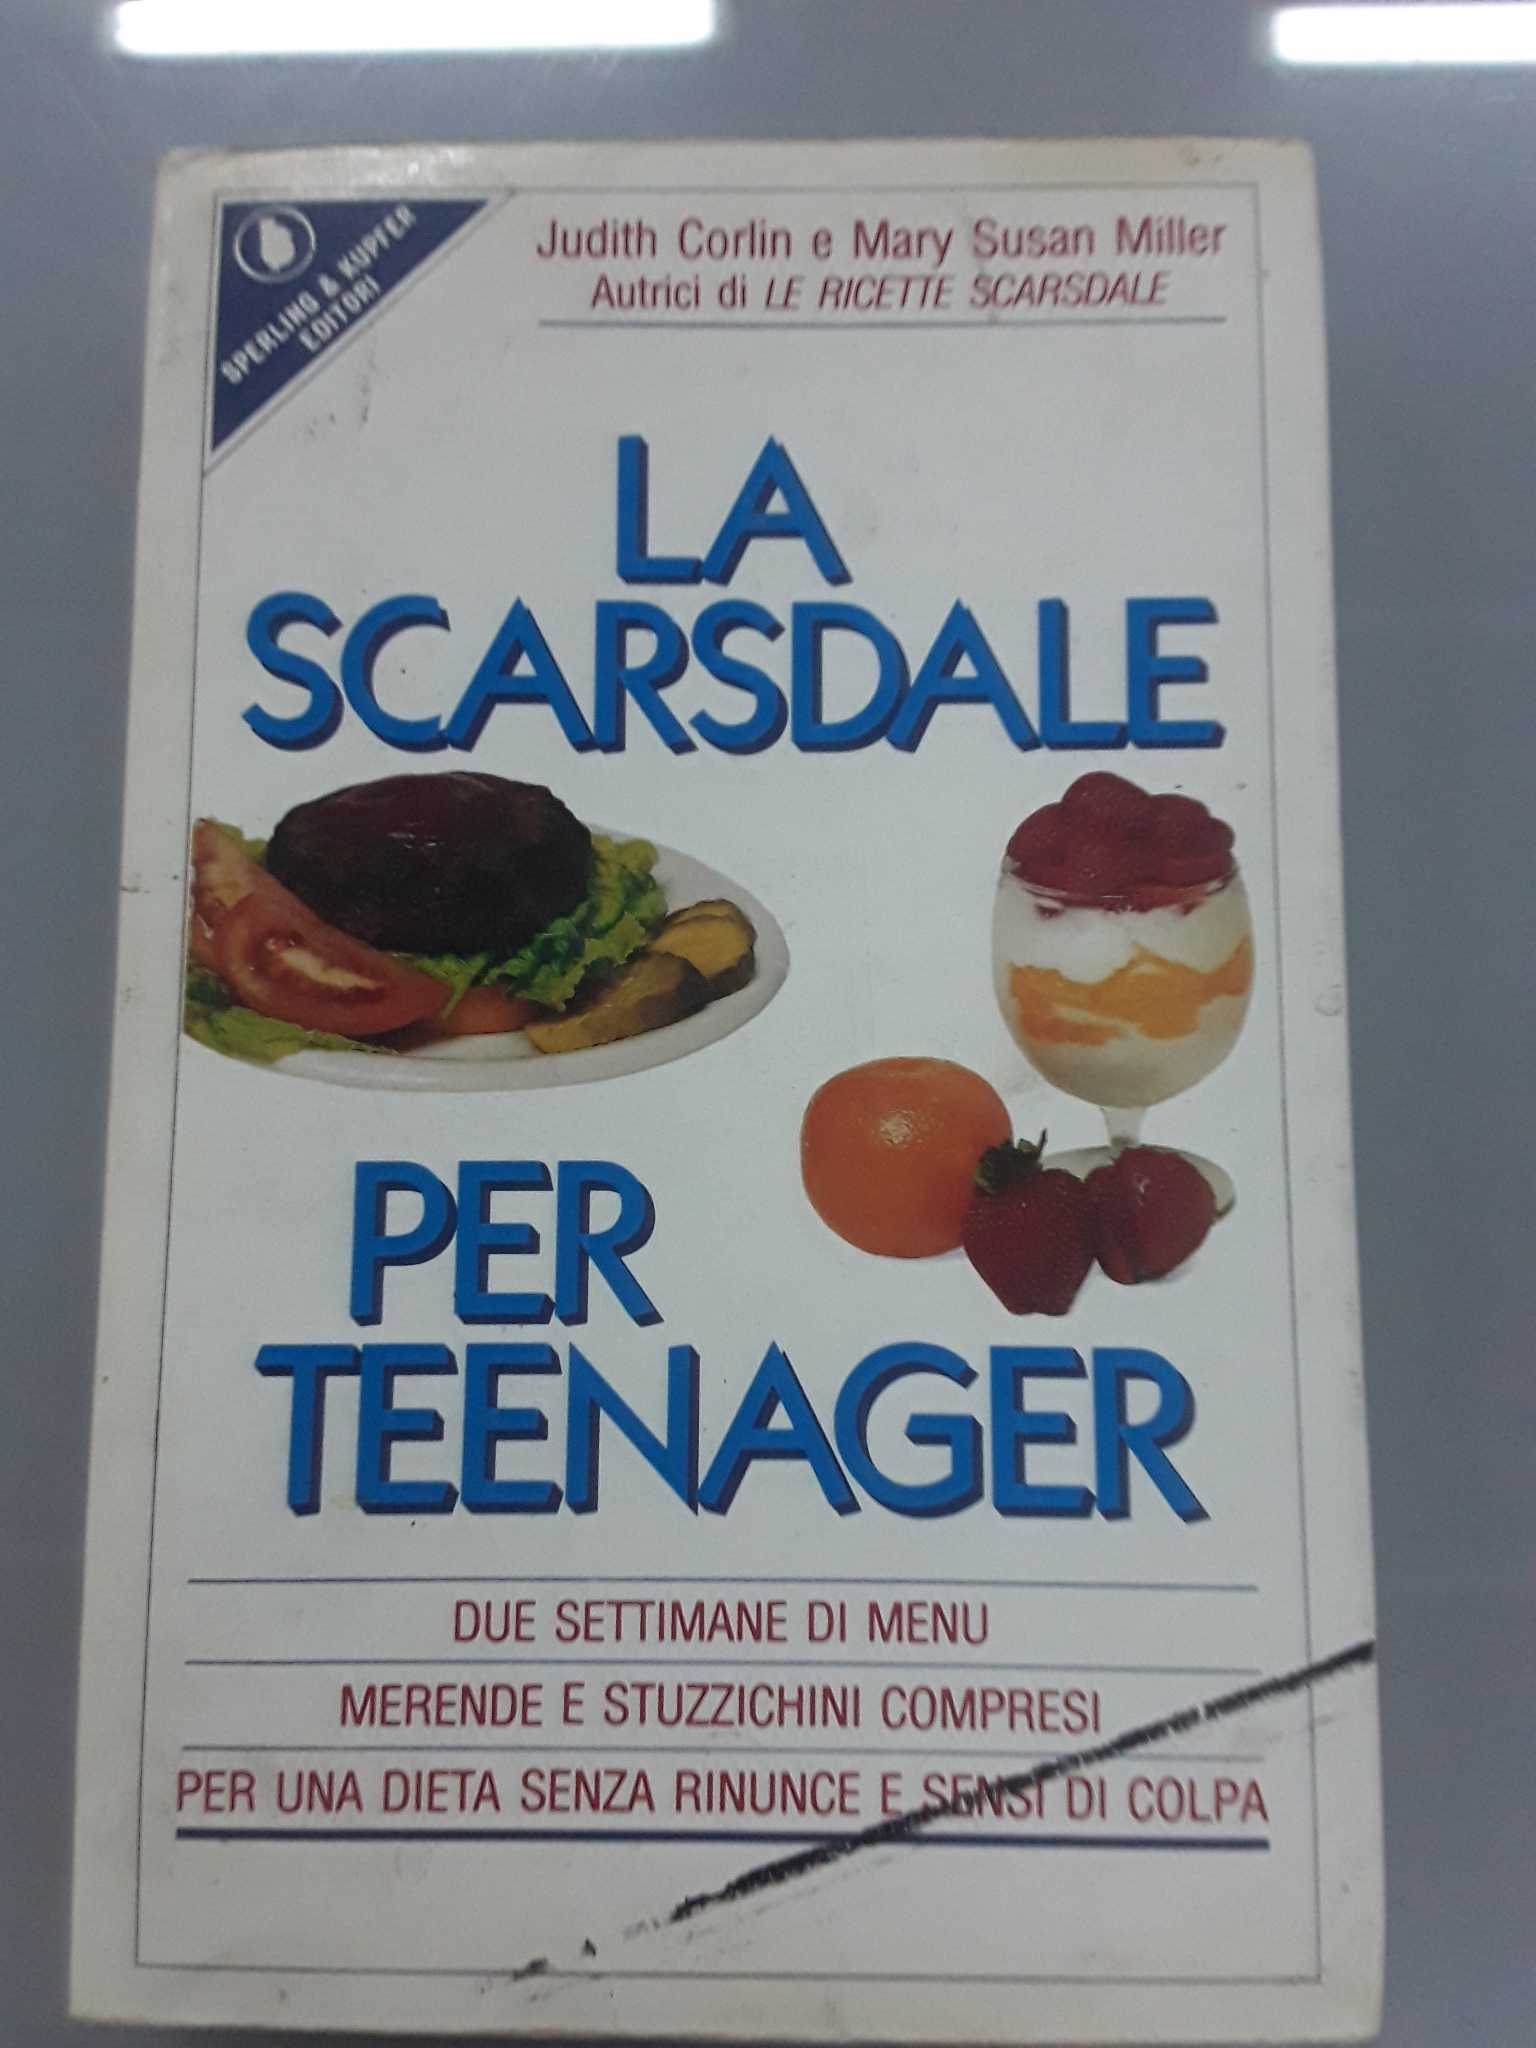 SPERLING & KUPFER
EDITORI
Judith Corlin e Mary Susan Miller
Autrici di LE RICETTE SCARSDALE
LA
SCARSDALE
PER
TEENAGER
DUE SETTIMANE DI MENU
MERENDE E STUZZICHINI COMPRESI
PER UNA DIETA SENZA RINUNCE E SENSI DI COLPA